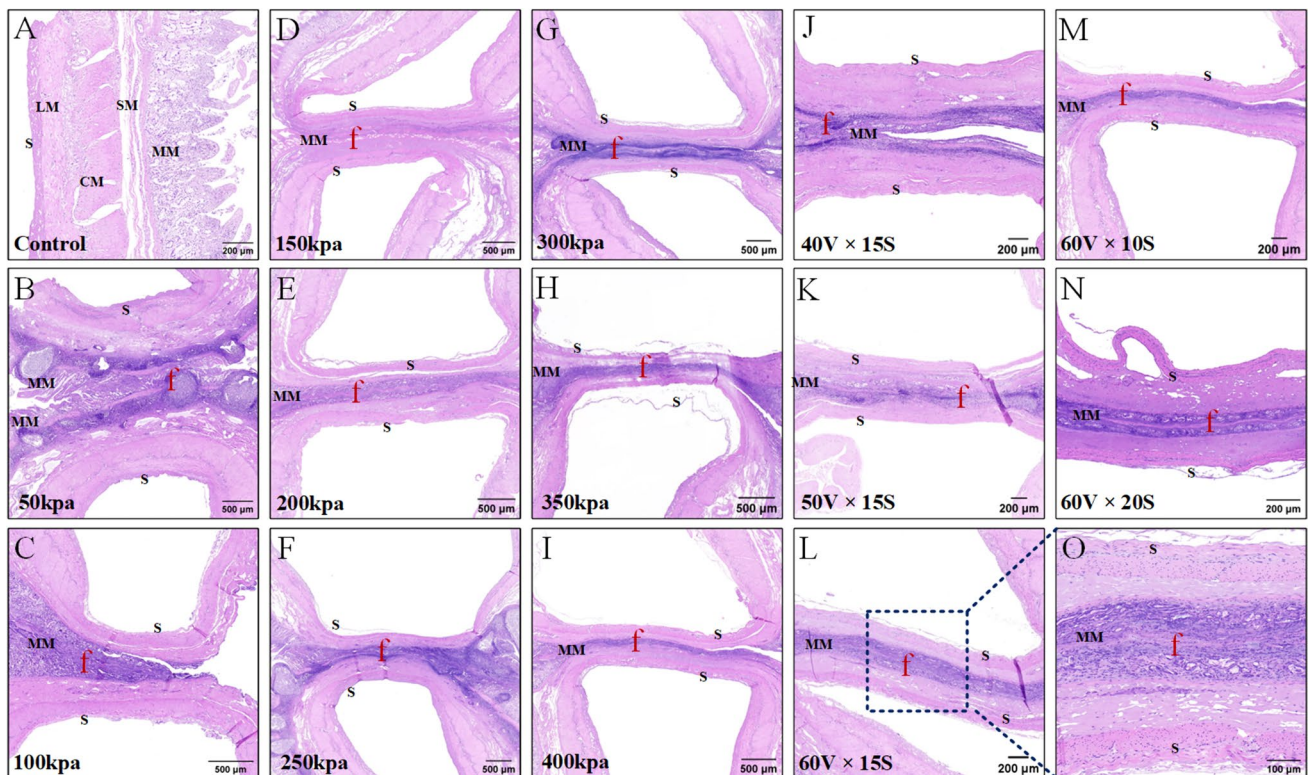 A
LM
SM
S
MM
CM
Control
200 μm
D
S
MM
f
S
150kpa
500 μm
G
S
MM
f
S
300kpa
500 μm
J
S
f
MM
S
40V × 15S
200 μm
M
S
f
MM
S
60V × 10S
200 μm
B
S
MM
f
MM
S
50kpa
500 μm
E
S
MM
f
S
200kpa
500 μm
H
S
f
MM
S
350kpa
500 μm
K
S
MM
f
S
50V × 15S
200 μm
N
S
MM
f
S
60V × 20S
200 μm
C
S
MM
f
S
100kpa
500 μm
F
S
f
S
250kpa
500 μm
I
f
S
MM
S
400kpa
500 μm
L
MM
S
f
S
60V × 15S
200 μm
O
S
MM
f
S
100 μm